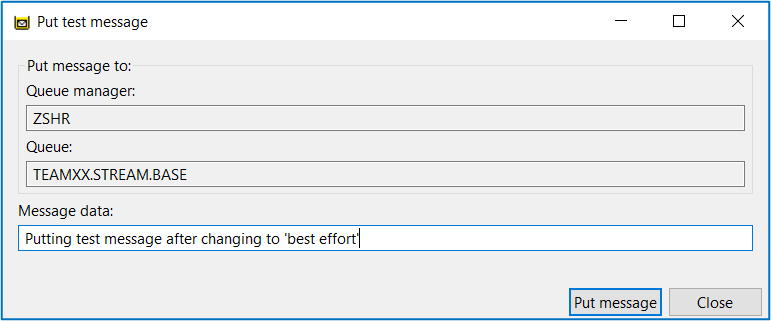 Put test message
Put message to:
Queue manager:
ZSHR
Queue:
TEAMXX.STREAM.BASE
Message data:
Putting test message after changing to 'best effort'
Put message
Close